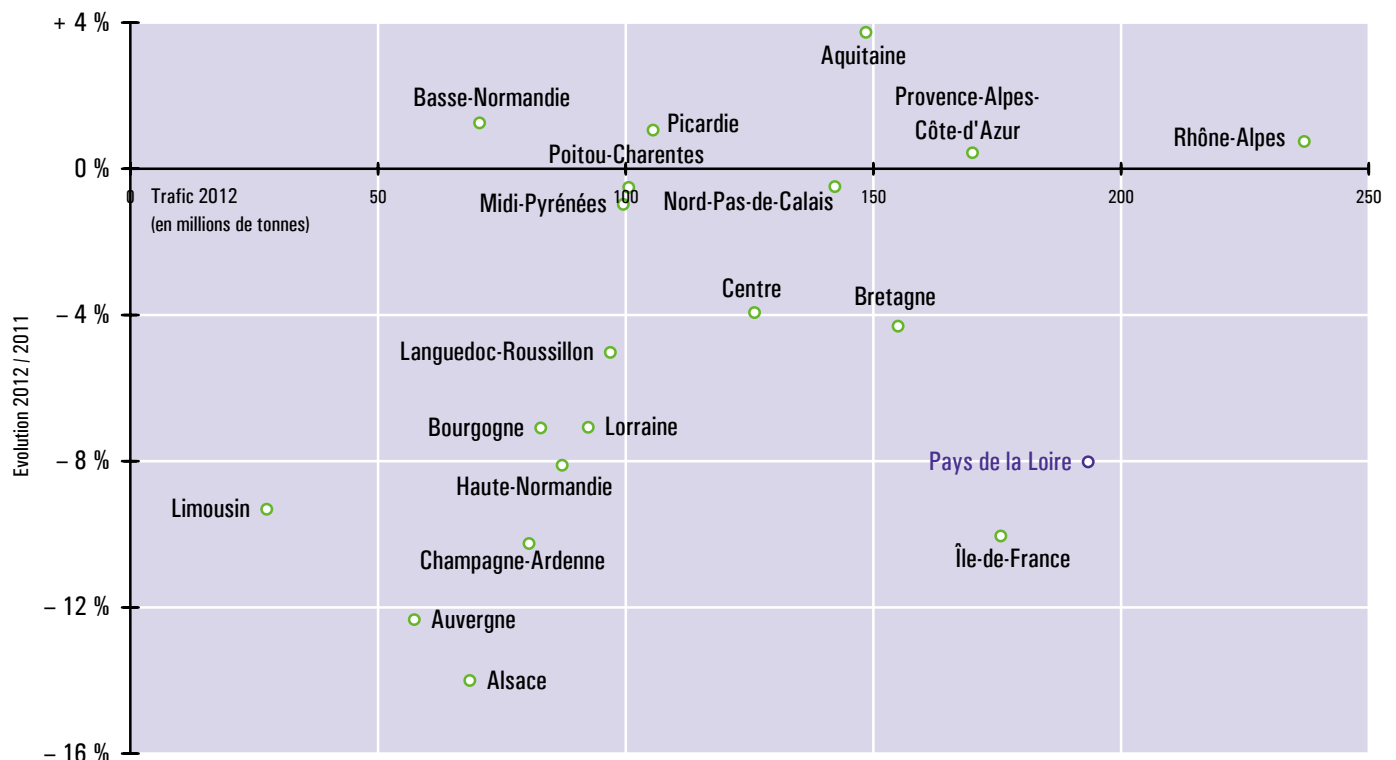 + 4 %
Aquitaine
Basse-Normandie
Provence-Alpes-
Côte-d'Azur
Picardie
Rhône-Alpes
Poitou-Charentes
0 %
0
Trafic 2012
(en millions de tonnes)
50
100
150
200
250
Midi-Pyrénées
Nord-Pas-de-Calais
Centre
Bretagne
– 4 %
Languedoc-Roussillon
Evolution 2012 / 2011
Bourgogne
Lorraine
– 8 %
Pays de la Loire
Haute-Normandie
Limousin
Champagne-Ardenne
Île-de-France
– 12 %
Auvergne
Alsace
– 16 %